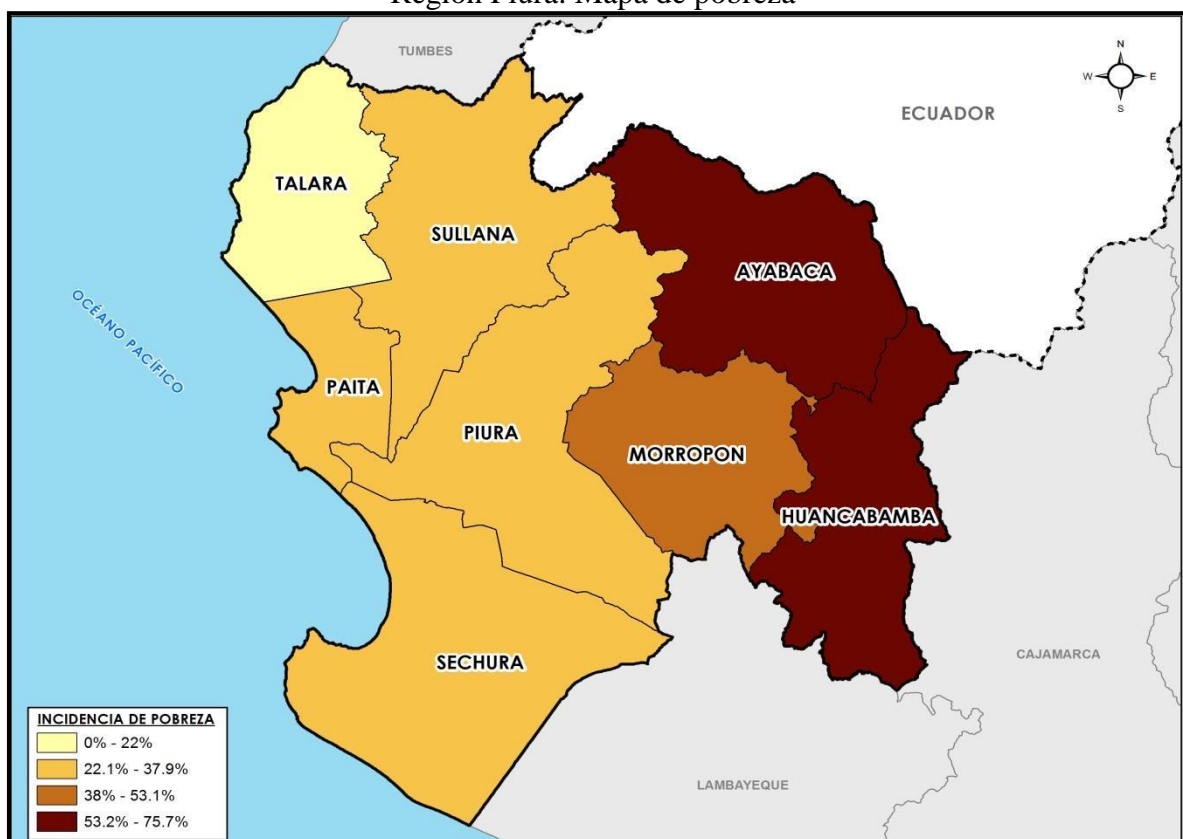 Región Piura: Mapa de pobreza
TUMBES
N
W
E
S
ECUADOR
TALARA
SULLANA
AYABACA
OCÉANO PACÍFICO
PAITA
PIURA
MORROPON
HUANCABAMBA
SECHURA
CAJAMARCA
LAMBAYEQUE
INCIDENCIA DE POBREZA
0% - 22%
22.1% - 37.9%
38% - 53.1%
53.2% - 75.7%